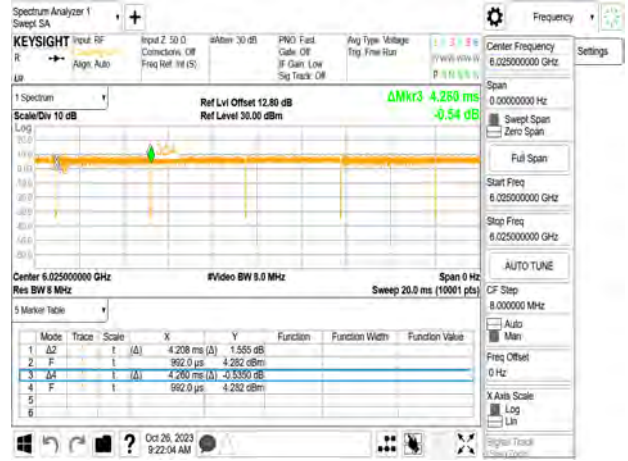 Spectrum Analyzer 1
Swept SA
Frequency
KEYSIGHT Input: RF
Input Z: 50 Ω
#Atten: 30 dB
PNO: Fast
Avg Type: Voltage
R
Align: Auto
Corrections: Off
Freq Ref: Int (S)
Gate: Off
IF Gain: Low
Sig Track: Off
Trig: Free Run
Center Frequency
6.025000000 GHz
Settings
Span
0.00000000 Hz
Swept Span
Zero Span
Full Span
Start Freq
6.025000000 GHz
Stop Freq
6.025000000 GHz
AUTO TUNE
CF Step
8.000000 MHz
Auto
Man
Freq Offset
0 Hz
X Axis Scale
Log
Lin
Signal Track
1 Spectrum
Scale/Div 10 dB
Ref Lvl Offset 12.80 dB
Ref Level 30.00 dBm
ΔMkr3 4.260 ms
-0.54 dB
Log
Center 6.025000000 GHz
Res BW 8 MHz
#Video BW 8.0 MHz
Span 0 Hz
Sweep 20.0 ms (10001 pts)
5 Marker Table
Mode Trace Scale X Y Function Function Width Function Value
1 Δ2 t (Δ) 4.208 ms (Δ) 1.555 dB
2 F t 992.0 µs 4.282 dBm
3 Δ4 t (Δ) 4.260 ms (Δ) -0.5350 dB
4 F t 992.0 µs 4.282 dBm
5
6
Oct 26, 2023
9:22:04 AM